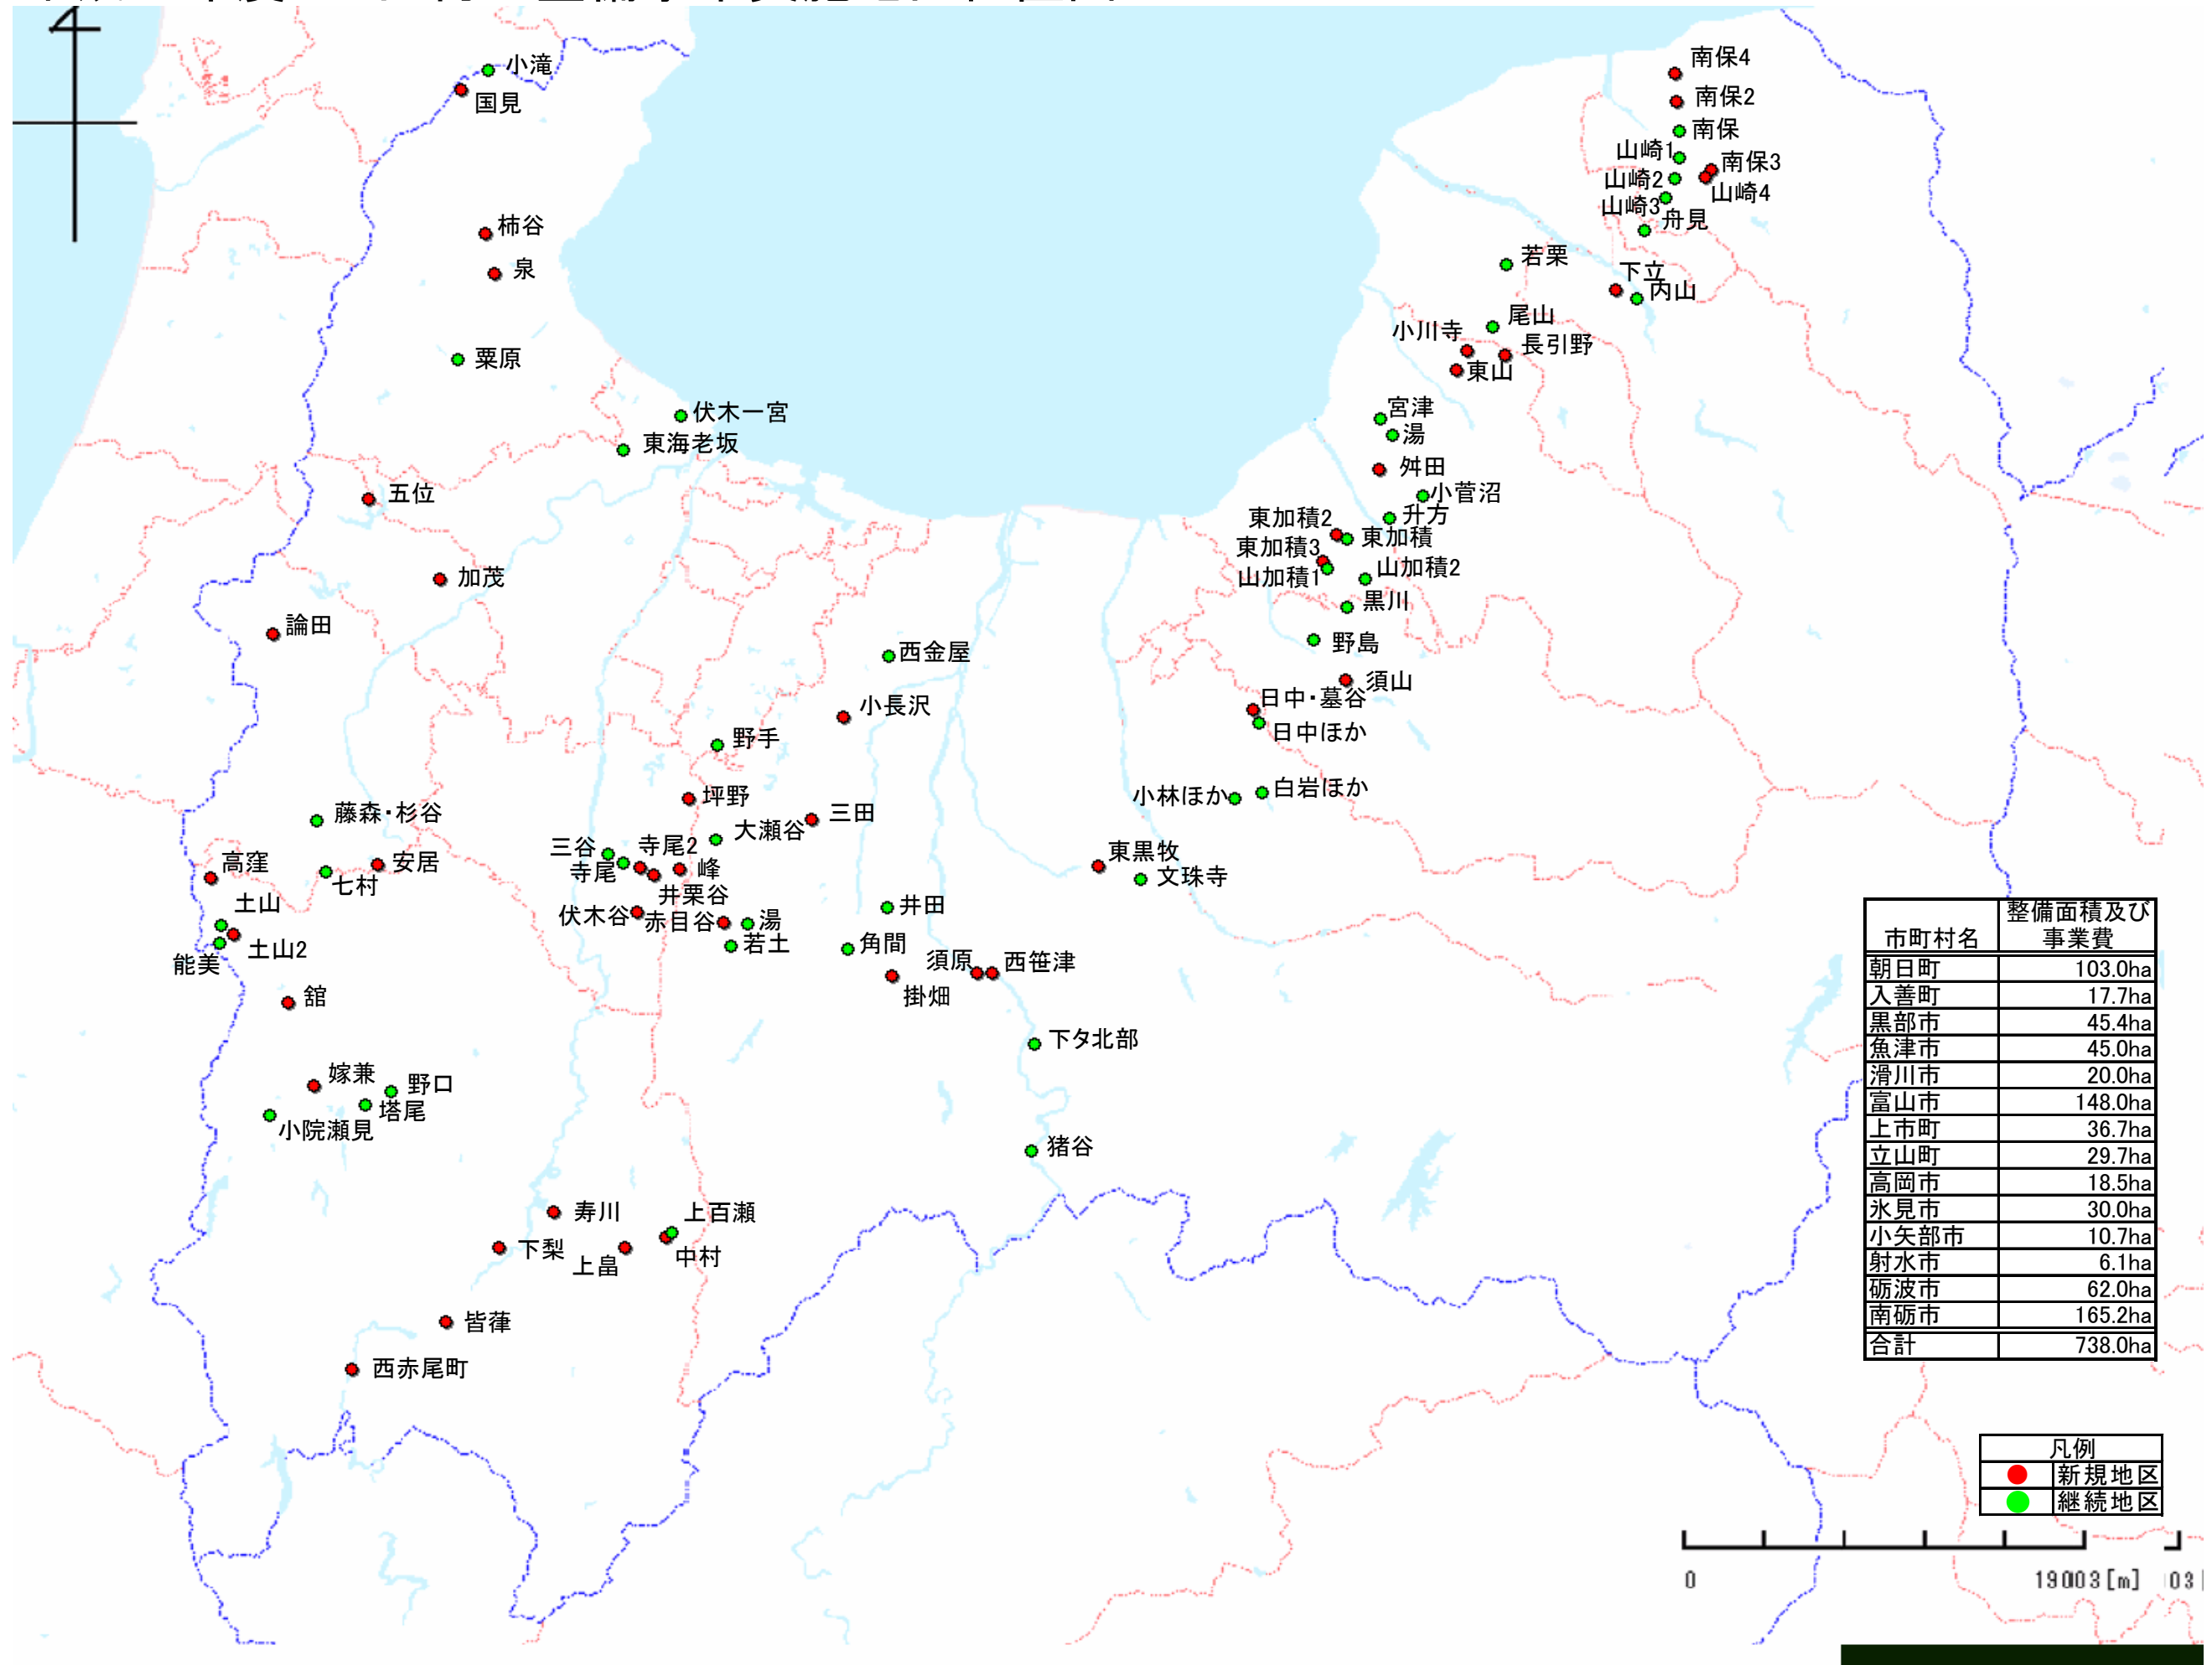 小滝
国見
南保4
南保2
南保
山崎1
南保3
山崎2
山崎4
山崎3
舟見
柿谷
泉
若栗
下立
内山
尾山
小川寺
長引野
東山
粟原
伏木一宮
宮津
湯
東海老坂
舛田
五位
小菅沼
升方
東加積2
東加積
東加積3
山加積1
山加積2
加茂
黒川
論田
野島
西金屋
須山
日中・墓谷
小長沢
日中ほか
野手
坪野
小林ほか
白岩ほか
藤森・杉谷
三田
大瀬谷
三谷
寺尾2
寺尾
峰
高窪
安居
七村
東黒牧
文珠寺
井栗谷
土山
伏木谷
赤目谷
湯
井田
若土
角間
土山2
能美
須原
西笹津
掛畑
舘
下タ北部
嫁兼
野口
塔尾
小院瀬見
猪谷
寿川
上百瀬
下梨
上畠
中村
皆葎
西赤尾町
市町村名 整備面積及び
事業費
朝日町 103.0ha
入善町 17.7ha
黒部市 45.4ha
魚津市 45.0ha
滑川市 20.0ha
富山市 148.0ha
上市町 36.7ha
立山町 29.7ha
高岡市 18.5ha
氷見市 30.0ha
小矢部市 10.7ha
射水市 6.1ha
砺波市 62.0ha
南砺市 165.2ha
合計 738.0ha
凡例
新規地区
継続地区
0 19003[m] 03